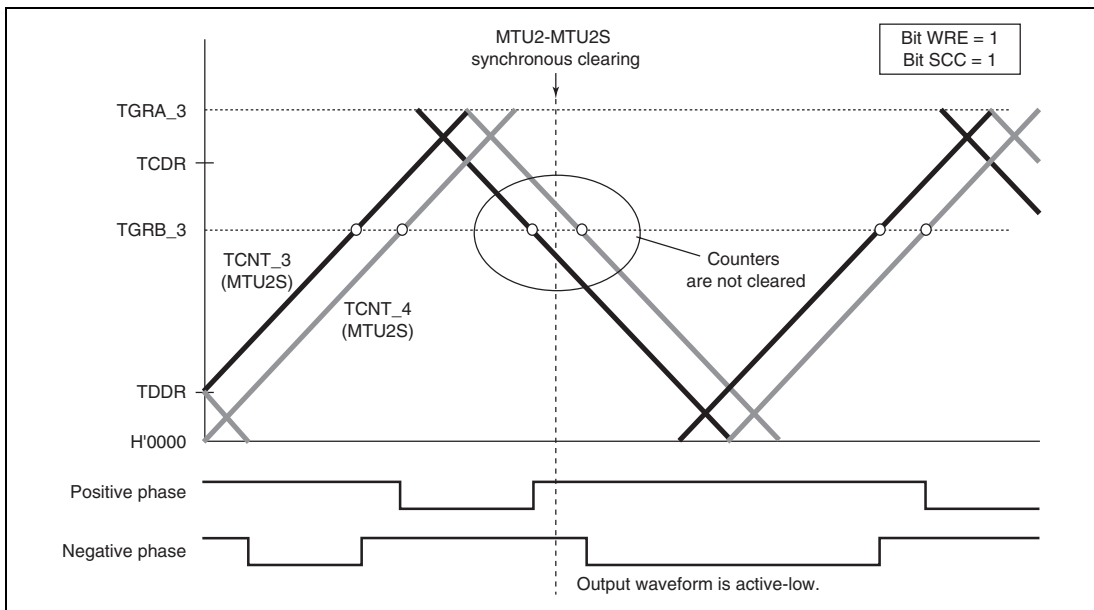 MTU2-MTU2S
synchronous clearing
Bit WRE = 1
Bit SCC = 1
TGRA_3
TCDR
TGRB_3
TCNT_3
(MTU2S)
Counters
are not cleared
TCNT_4
(MTU2S)
TDDR
H'0000
Positive phase
Negative phase
Output waveform is active-low.